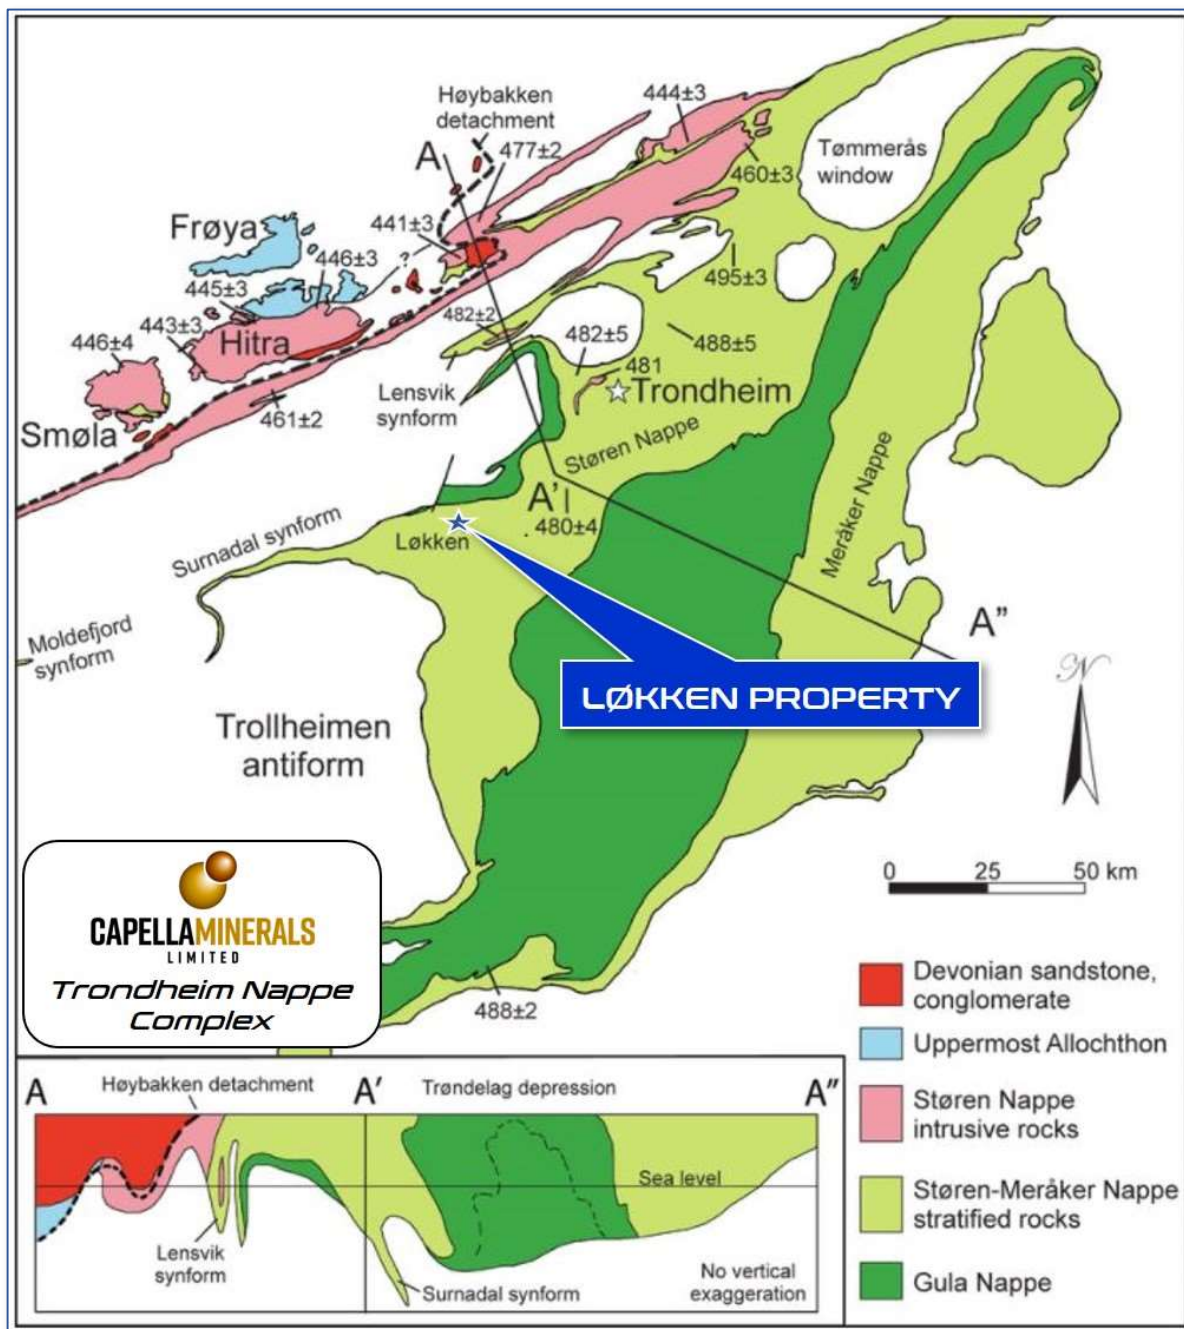 Høybakken
detachment
444±3
A
477±2
Tømmerås
window
460±3
Frøya
441±3
?
446±3
445±3
495±3
443±3
482±2
482±5
488±5
446±4
Hitra
481
Lensvik
synform
Trondheim
461±2
Smøla
Støren Nappe
Meråker Nappe
A'
480±4
Surnadal synform
Løkken
A"
Moldefjord
synform
N
LØKKEN PROPERTY
Trollheimen
antiform
0 25 50 km
CAPELLAMINERALS
LIMITED
Trondheim Nappe
Complex
488±2
Devonian sandstone,
conglomerate
Uppermost Allochthon
Støren Nappe
intrusive rocks
Støren-Meråker Nappe
stratified rocks
Gula Nappe
A
Høybakken detachment
A'
Trøndelag depression
A"
Sea level
Lensvik
synform
Surnadal synform
No vertical
exaggeration